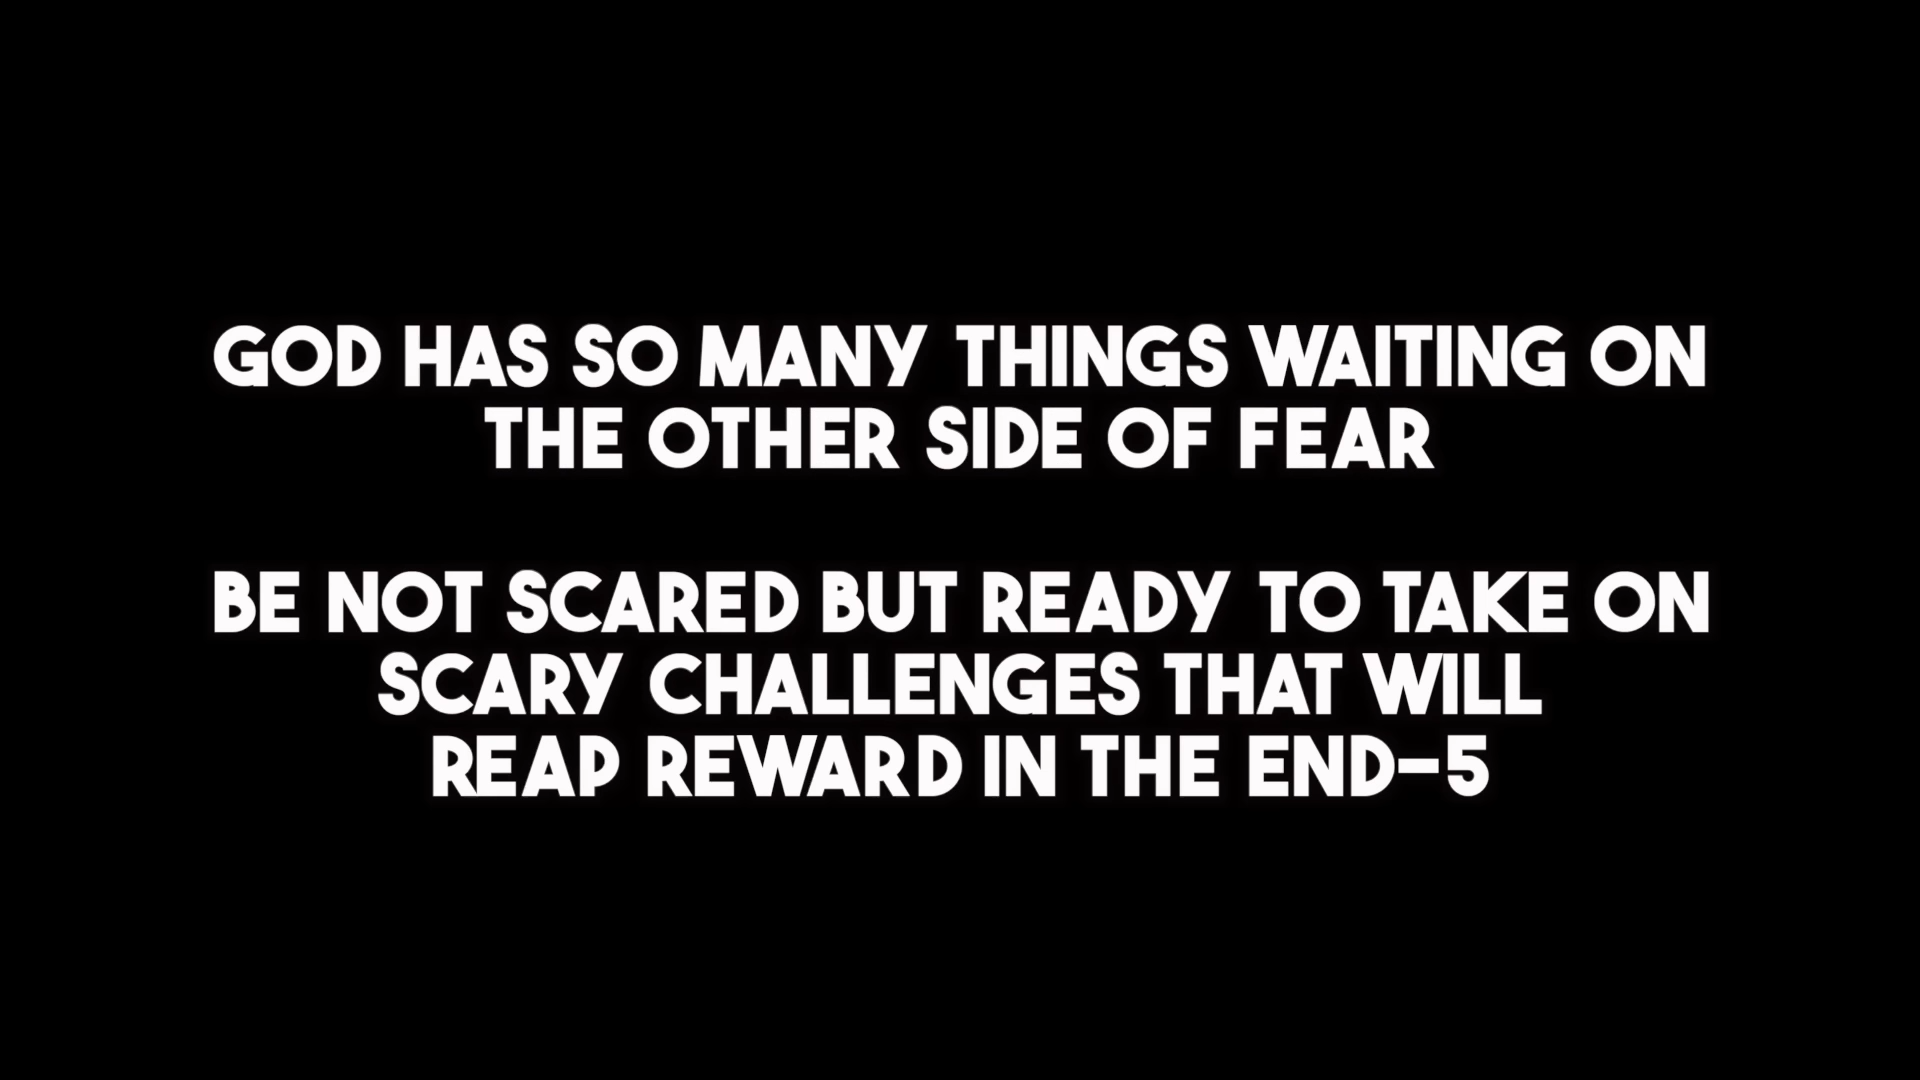 GOD HAS SO MANY THINGS WAITING ON
THE OTHER SIDE OF FEAR
BE NOT SCARED BUT READY TO TAKE ON
SCARY CHALLENGES THAT WILL
REAP REWARD IN THE END-5